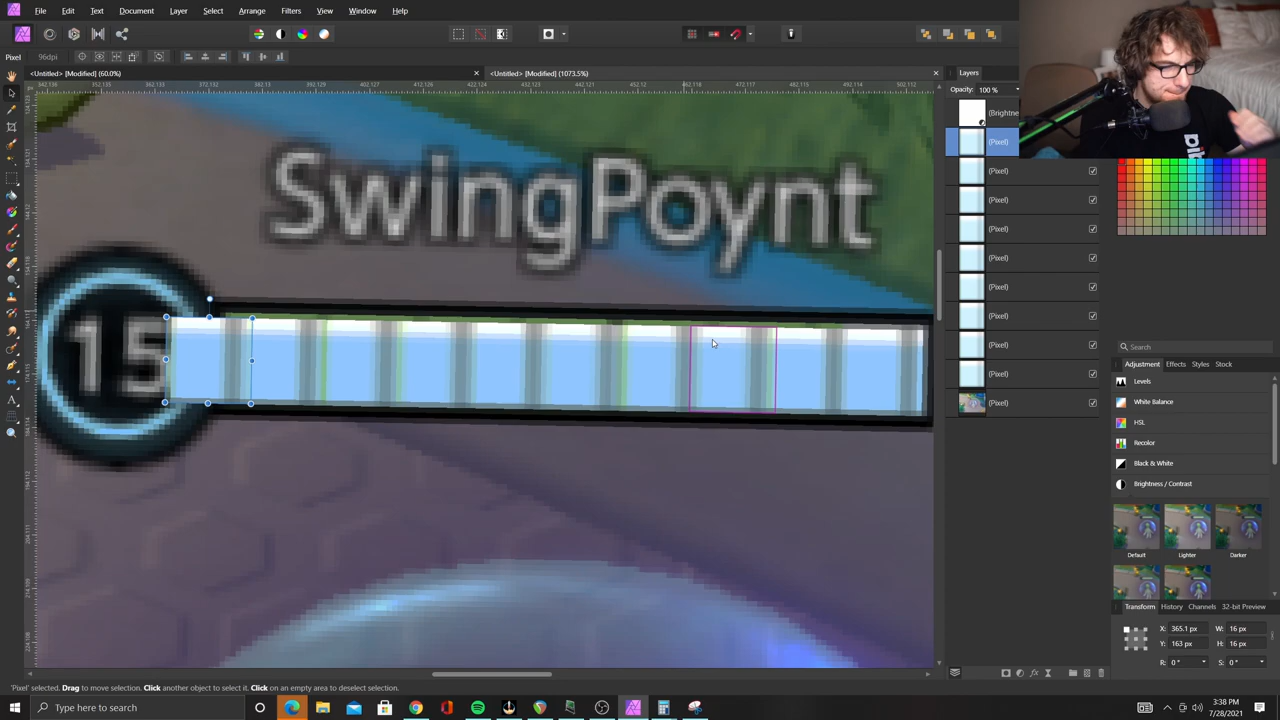 File Edit Text Document Layer Select Arrange Filters View Window Help
Pixel 96dpi
<Untitled> [Modified] (60.0%)
<Untitled> [Modified] (1073.5%)
Layers
Opacity: 100 %
(Brightne
(Pixel)
(Pixel)
(Pixel)
(Pixel)
(Pixel)
(Pixel)
(Pixel)
(Pixel)
(Pixel)
(Pixel)
SwingPoynt
15
Search
Adjustment Effects Styles Stock
Levels
White Balance
HSL
Recolor
Black & White
Brightness / Contrast
Default Lighter Darker
Transform History Channels 32-bit Preview
X: 365.1 px W: 16 px
Y: 163 px H: 16 px
R: 0 ° S: 0 °
'Pixel' selected. Drag to move selection. Click another object to select it. Click on an empty area to deselect selection.
Type here to search
3:38 PM
7/28/2021